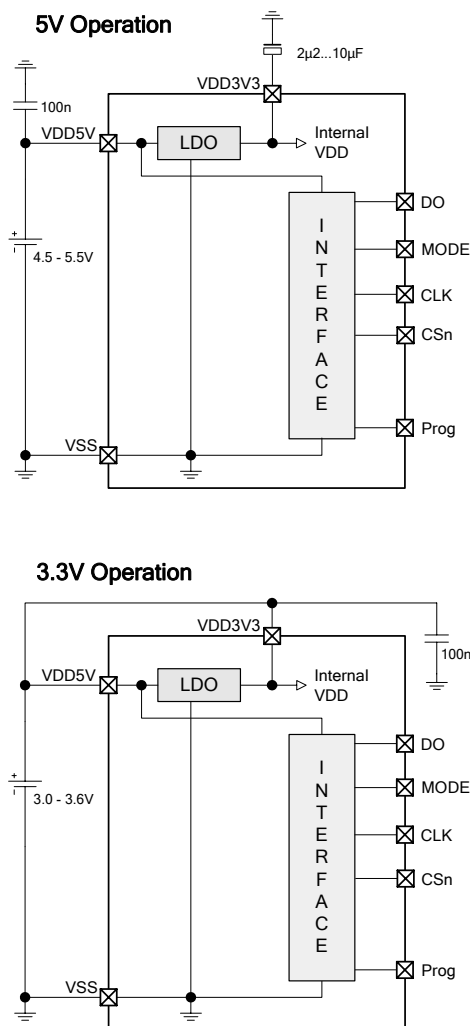 5V Operation
2µ2...10µF
VDD3V3
100n
VDD5V
LDO
Internal
VDD
DO
INTERFACE
MODE
+
-
4.5 - 5.5V
CLK
CSn
Prog
VSS
3.3V Operation
VDD3V3
100n
VDD5V
LDO
Internal
VDD
DO
INTERFACE
MODE
+
-
3.0 - 3.6V
CLK
CSn
Prog
VSS